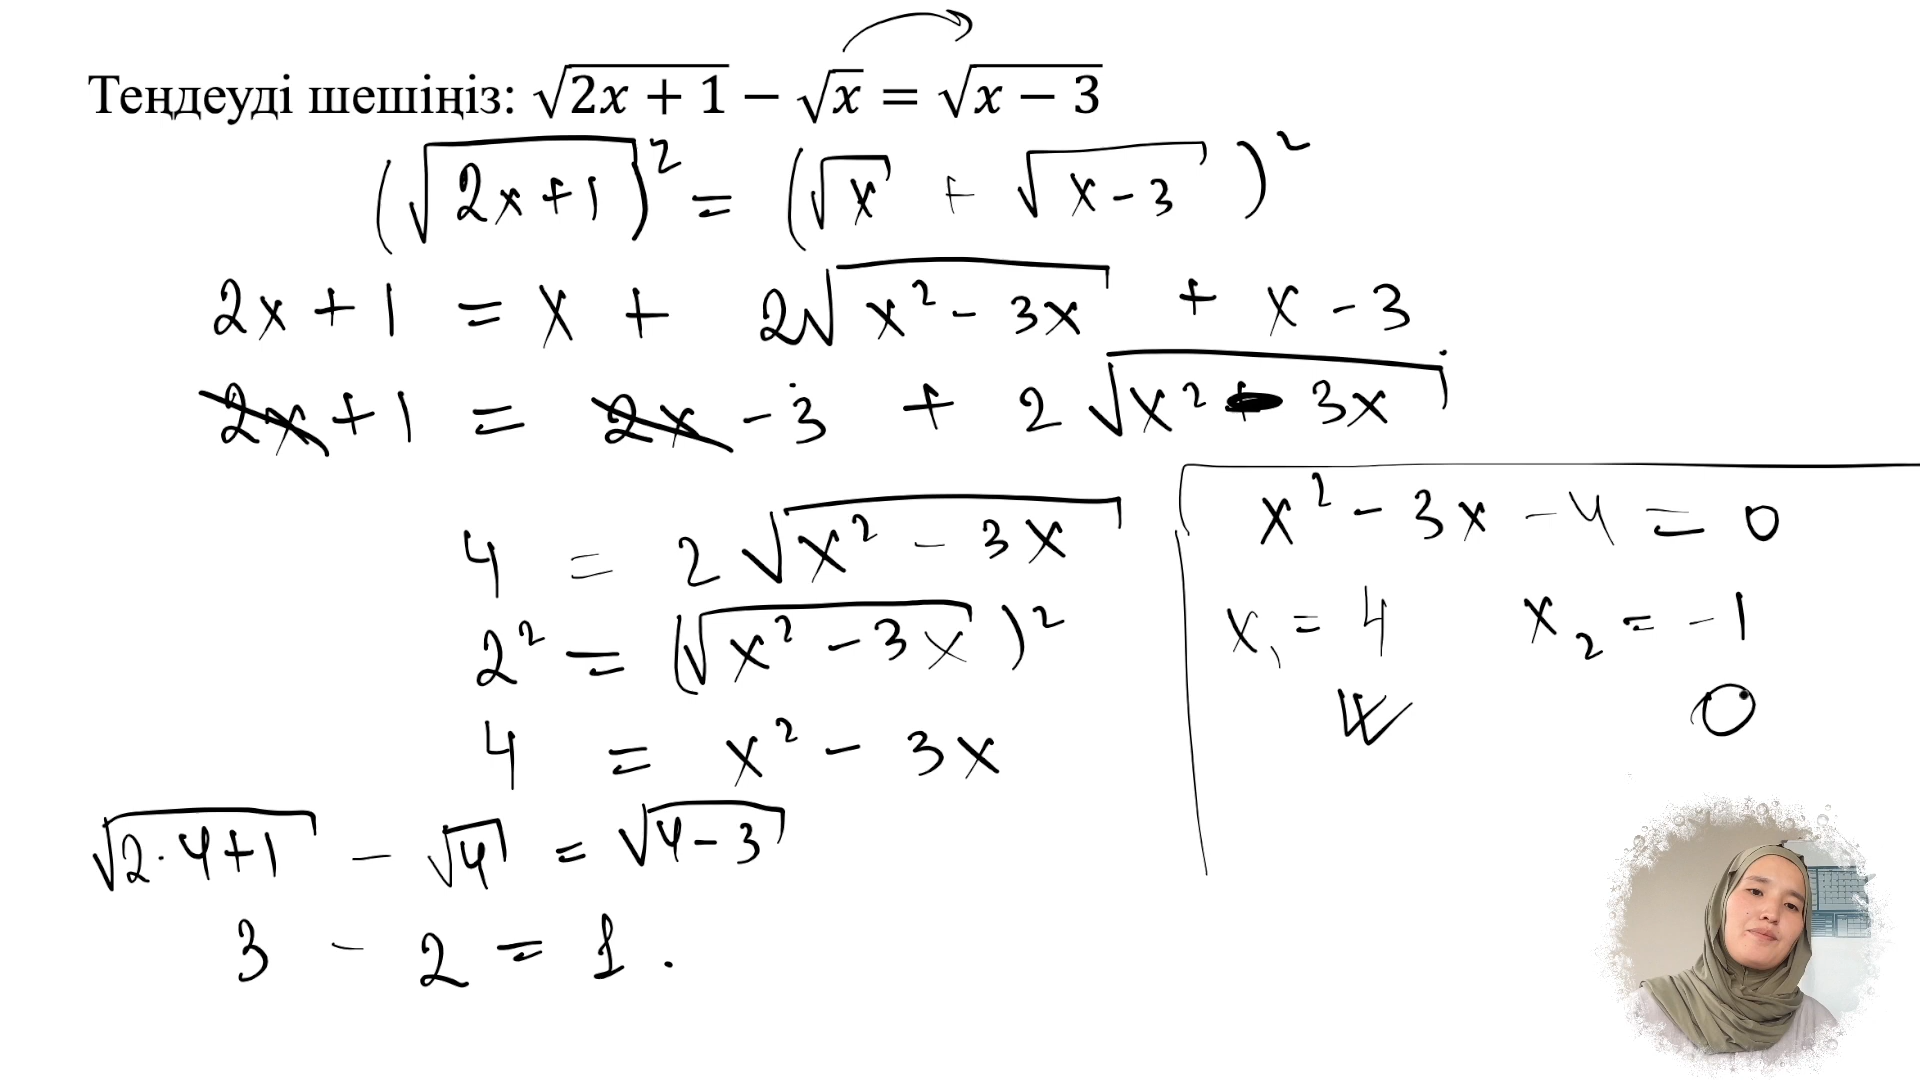 Теңдеуді шешіңіз: √(2x + 1) − √x = √(x − 3)
(√(2x+1))² = (√x + √(x-3))²
2x + 1 = x + 2√(x² - 3x) + x - 3
2x + 1 = 2x - 3 + 2√(x² - 3x)
4 = 2√(x² - 3x)
2² = (√(x² - 3x))²
4 = x² - 3x
√(2·4+1) - √4 = √(4-3)
3 - 2 = 1.
x² - 3x - 4 = 0
x₁ = 4 x₂ = -1